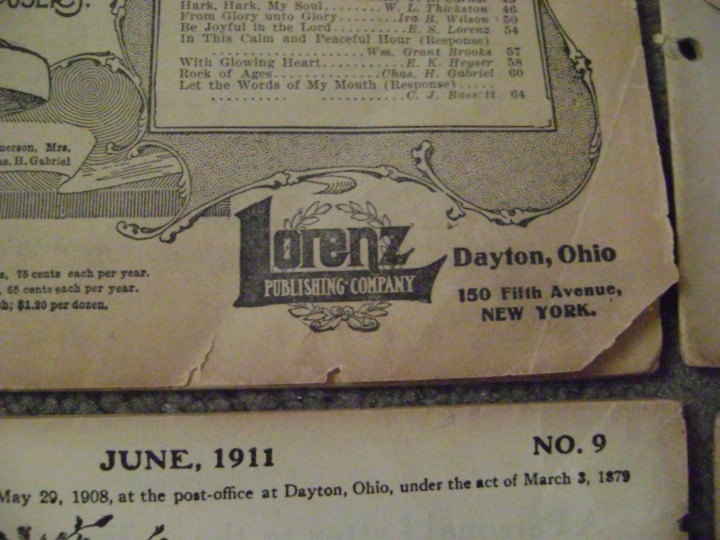 Hark, Hark, My Soul........W. L. Thickston 46
From Glory unto Glory........Ira B. Wilson 50
Be Joyful in the Lord........E. S. Lorenz 54
In This Calm and Peaceful Hour (Response)
........Wm. Grant Brooks 57
With Glowing Heart........E. K. Heyser 58
Rock of Ages........Chas. H. Gabriel 60
Let the Words of My Mouth (Response).....
........C. J. Bassett 64
Mrs.
H. Gabriel
Lorenz
PUBLISHING COMPANY
Dayton, Ohio
150 Fifth Avenue,
NEW YORK.
75 cents each per year.
65 cents each per year.
$1.20 per dozen.
JUNE, 1911
NO. 9
May 29, 1908, at the post-office at Dayton, Ohio, under the act of March 3, 1879